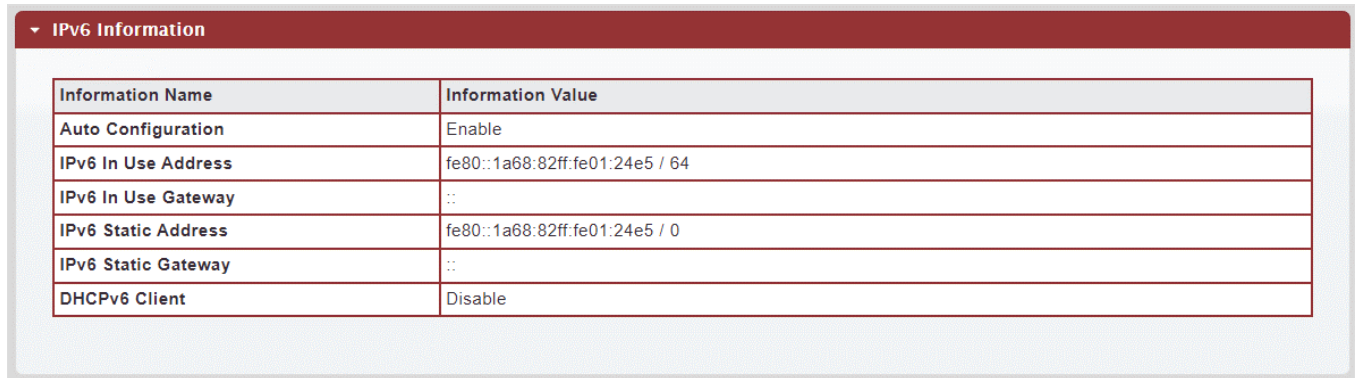 IPv6 Information
Information Name Information Value
Auto Configuration Enable
IPv6 In Use Address fe80::1a68:82ff:fe01:24e5 / 64
IPv6 In Use Gateway ::
IPv6 Static Address fe80::1a68:82ff:fe01:24e5 / 0
IPv6 Static Gateway ::
DHCPv6 Client Disable